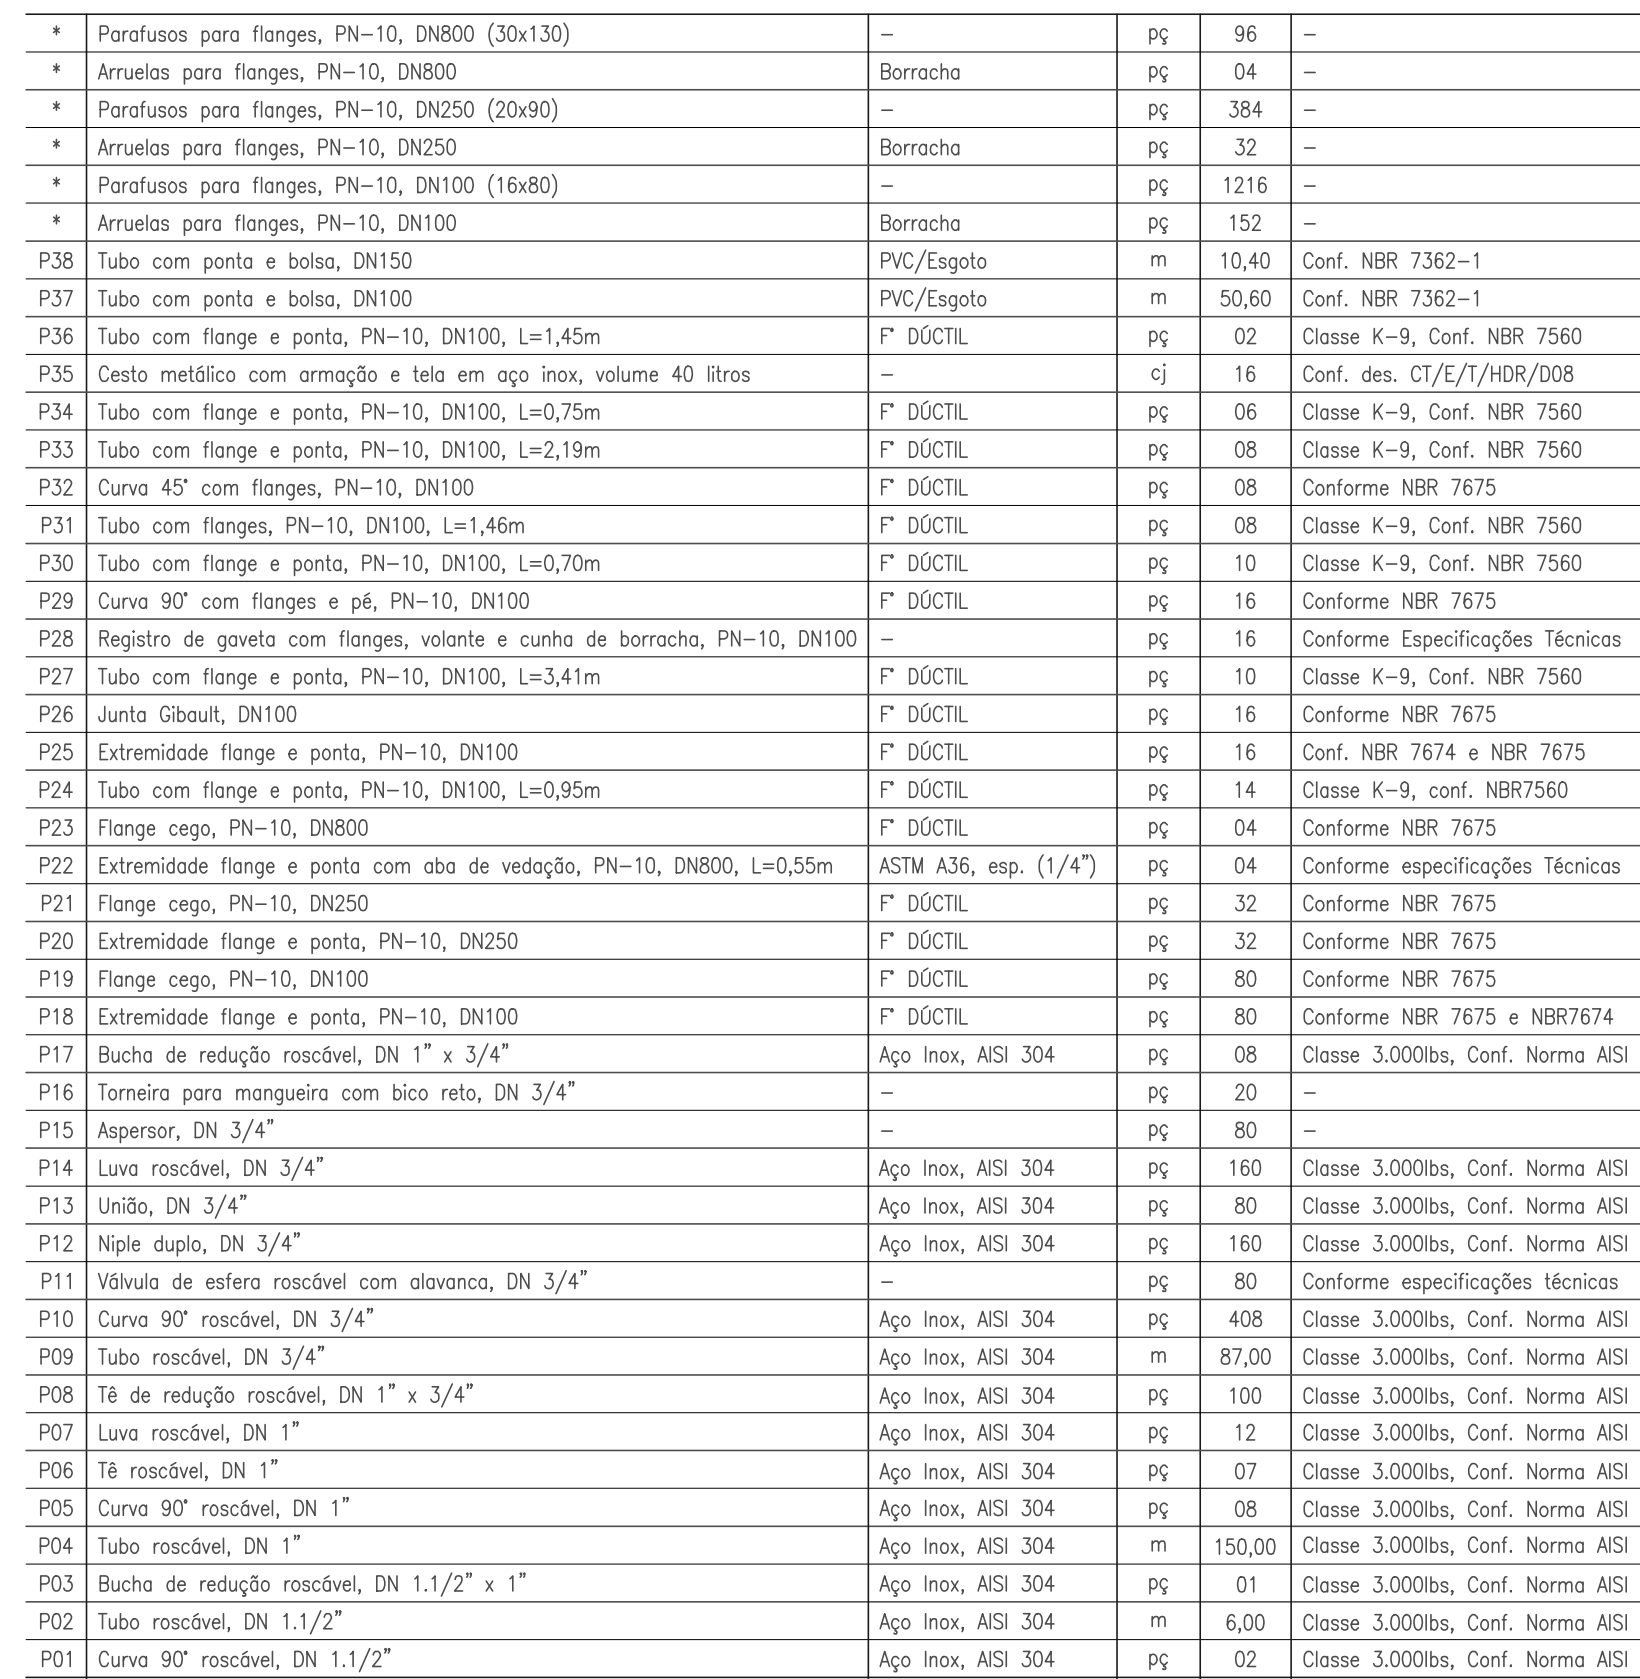 * Parafusos para flanges, PN-10, DN800 (30x130) – pç 96 –
* Arruelas para flanges, PN-10, DN800 Borracha pç 04 –
* Parafusos para flanges, PN-10, DN250 (20x90) – pç 384 –
* Arruelas para flanges, PN-10, DN250 Borracha pç 32 –
* Parafusos para flanges, PN-10, DN100 (16x80) – pç 1216 –
* Arruelas para flanges, PN-10, DN100 Borracha pç 152 –
P38 Tubo com ponta e bolsa, DN150 PVC/Esgoto m 10,40 Conf. NBR 7362-1
P37 Tubo com ponta e bolsa, DN100 PVC/Esgoto m 50,60 Conf. NBR 7362-1
P36 Tubo com flange e ponta, PN-10, DN100, L=1,45m F° DÚCTIL pç 02 Classe K-9, Conf. NBR 7560
P35 Cesto metálico com armação e tela em aço inox, volume 40 litros – cj 16 Conf. des. CT/E/T/HDR/D08
P34 Tubo com flange e ponta, PN-10, DN100, L=0,75m F° DÚCTIL pç 06 Classe K-9, Conf. NBR 7560
P33 Tubo com flange e ponta, PN-10, DN100, L=2,19m F° DÚCTIL pç 08 Classe K-9, Conf. NBR 7560
P32 Curva 45° com flanges, PN-10, DN100 F° DÚCTIL pç 08 Conforme NBR 7675
P31 Tubo com flanges, PN-10, DN100, L=1,46m F° DÚCTIL pç 08 Classe K-9, Conf. NBR 7560
P30 Tubo com flange e ponta, PN-10, DN100, L=0,70m F° DÚCTIL pç 10 Classe K-9, Conf. NBR 7560
P29 Curva 90° com flanges e pé, PN-10, DN100 F° DÚCTIL pç 16 Conforme NBR 7675
P28 Registro de gaveta com flanges, volante e cunha de borracha, PN-10, DN100 – pç 16 Conforme Especificações Técnicas
P27 Tubo com flange e ponta, PN-10, DN100, L=3,41m F° DÚCTIL pç 10 Classe K-9, Conf. NBR 7560
P26 Junta Gibault, DN100 F° DÚCTIL pç 16 Conforme NBR 7675
P25 Extremidade flange e ponta, PN-10, DN100 F° DÚCTIL pç 16 Conf. NBR 7674 e NBR 7675
P24 Tubo com flange e ponta, PN-10, DN100, L=0,95m F° DÚCTIL pç 14 Classe K-9, conf. NBR7560
P23 Flange cego, PN-10, DN800 F° DÚCTIL pç 04 Conforme NBR 7675
P22 Extremidade flange e ponta com aba de vedação, PN-10, DN800, L=0,55m ASTM A36, esp. (1/4") pç 04 Conforme especificações Técnicas
P21 Flange cego, PN-10, DN250 F° DÚCTIL pç 32 Conforme NBR 7675
P20 Extremidade flange e ponta, PN-10, DN250 F° DÚCTIL pç 32 Conforme NBR 7675
P19 Flange cego, PN-10, DN100 F° DÚCTIL pç 80 Conforme NBR 7675
P18 Extremidade flange e ponta, PN-10, DN100 F° DÚCTIL pç 80 Conforme NBR 7675 e NBR7674
P17 Bucha de redução roscável, DN 1" x 3/4" Aço Inox, AISI 304 pç 08 Classe 3.000lbs, Conf. Norma AISI
P16 Torneira para mangueira com bico reto, DN 3/4" – pç 20 –
P15 Aspersor, DN 3/4" – pç 80 –
P14 Luva roscável, DN 3/4" Aço Inox, AISI 304 pç 160 Classe 3.000lbs, Conf. Norma AISI
P13 União, DN 3/4" Aço Inox, AISI 304 pç 80 Classe 3.000lbs, Conf. Norma AISI
P12 Niple duplo, DN 3/4" Aço Inox, AISI 304 pç 160 Classe 3.000lbs, Conf. Norma AISI
P11 Válvula de esfera roscável com alavanca, DN 3/4" – pç 80 Conforme especificações técnicas
P10 Curva 90° roscável, DN 3/4" Aço Inox, AISI 304 pç 408 Classe 3.000lbs, Conf. Norma AISI
P09 Tubo roscável, DN 3/4" Aço Inox, AISI 304 m 87,00 Classe 3.000lbs, Conf. Norma AISI
P08 Tê de redução roscável, DN 1" x 3/4" Aço Inox, AISI 304 pç 100 Classe 3.000lbs, Conf. Norma AISI
P07 Luva roscável, DN 1" Aço Inox, AISI 304 pç 12 Classe 3.000lbs, Conf. Norma AISI
P06 Tê roscável, DN 1" Aço Inox, AISI 304 pç 07 Classe 3.000lbs, Conf. Norma AISI
P05 Curva 90° roscável, DN 1" Aço Inox, AISI 304 pç 08 Classe 3.000lbs, Conf. Norma AISI
P04 Tubo roscável, DN 1" Aço Inox, AISI 304 m 150,00 Classe 3.000lbs, Conf. Norma AISI
P03 Bucha de redução roscável, DN 1.1/2" x 1" Aço Inox, AISI 304 pç 01 Classe 3.000lbs, Conf. Norma AISI
P02 Tubo roscável, DN 1.1/2" Aço Inox, AISI 304 m 6,00 Classe 3.000lbs, Conf. Norma AISI
P01 Curva 90° roscável, DN 1.1/2" Aço Inox, AISI 304 pç 02 Classe 3.000lbs, Conf. Norma AISI